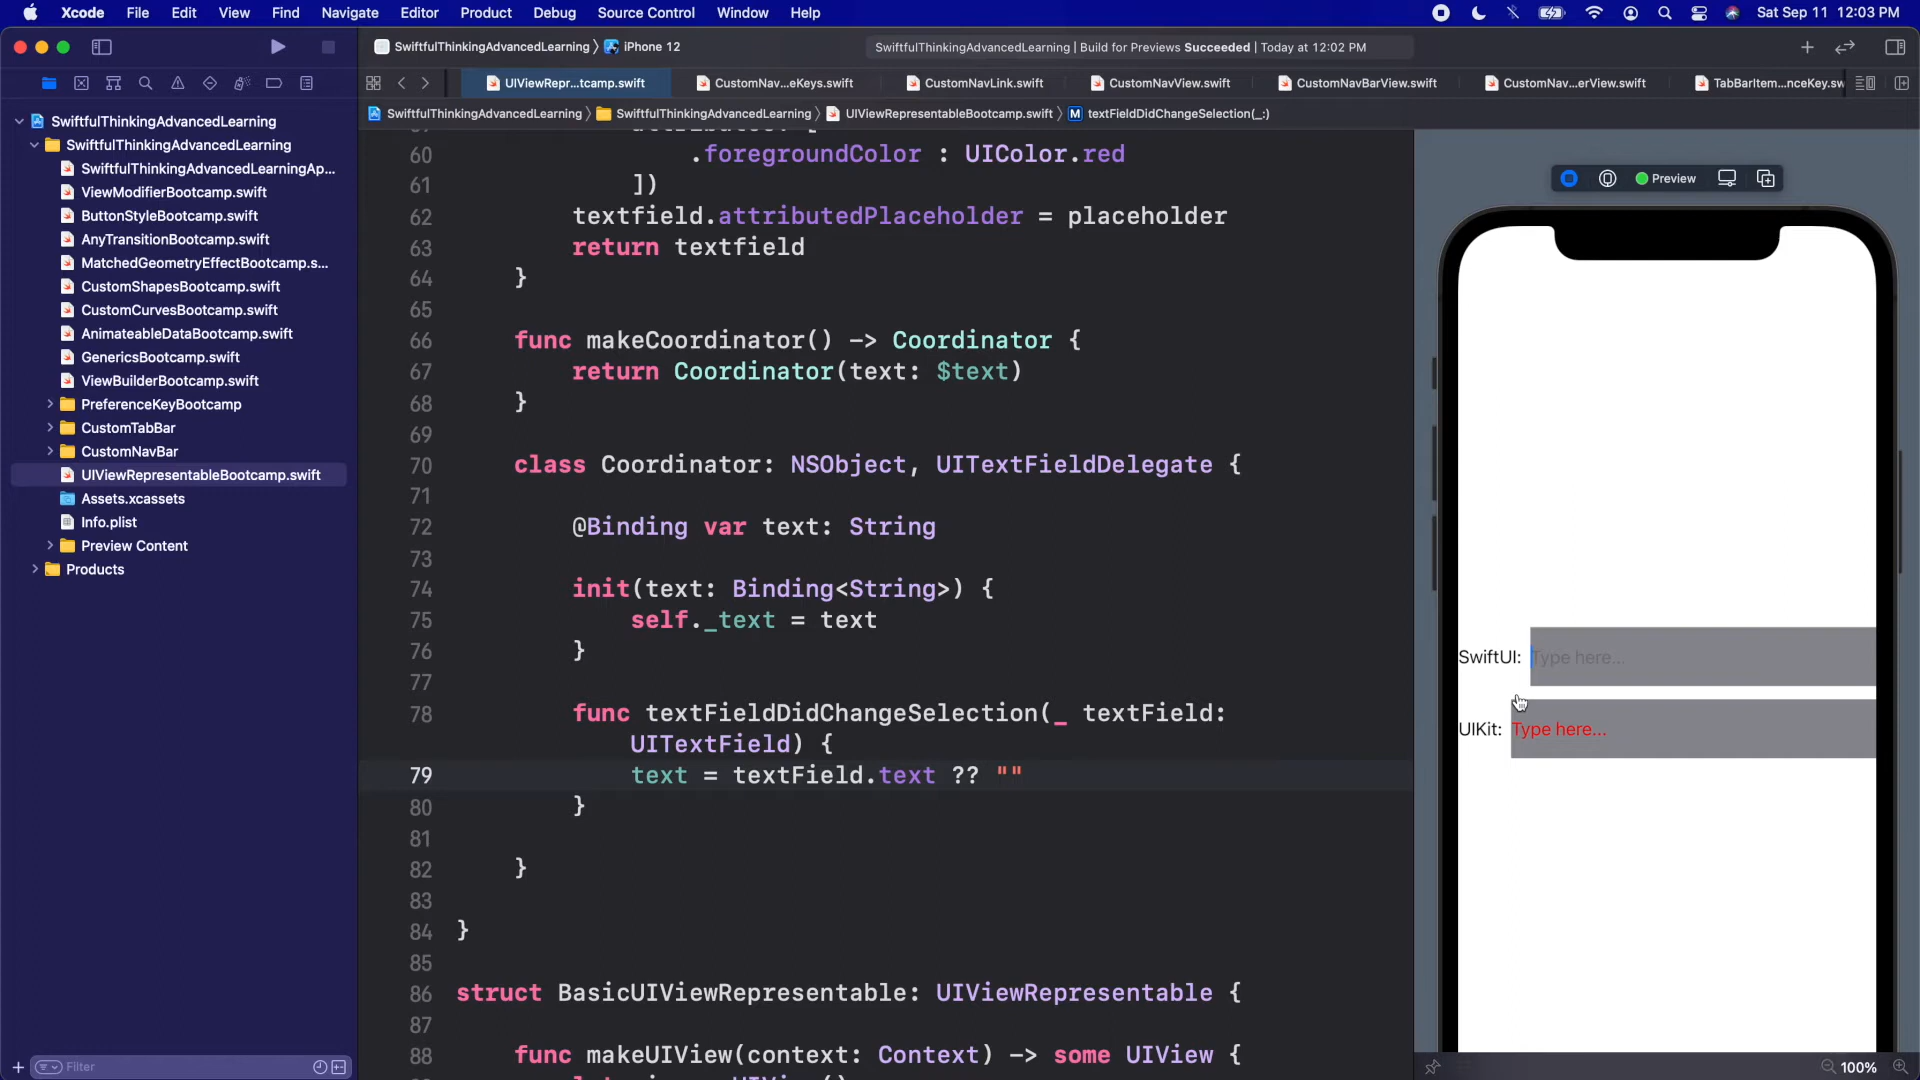 Xcode File Edit View Find Navigate Editor Product Debug Source Control Window Help Sat Sep 11 12:03 PM
SwiftfulThinkingAdvancedLearning iPhone 12 SwiftfulThinkingAdvancedLearning | Build for Previews Succeeded | Today at 12:02 PM
UIViewRepr...tcamp.swift CustomNav...eKeys.swift CustomNavLink.swift CustomNavView.swift CustomNavBarView.swift CustomNav...erView.swift TabBarItem...nceKey.sw
SwiftfulThinkingAdvancedLearning SwiftfulThinkingAdvancedLearning UIViewRepresentableBootcamp.swift M textFieldDidChangeSelection(_:)
SwiftfulThinkingAdvancedLearning
SwiftfulThinkingAdvancedLearning
SwiftfulThinkingAdvancedLearningAp...
ViewModifierBootcamp.swift
ButtonStyleBootcamp.swift
AnyTransitionBootcamp.swift
MatchedGeometryEffectBootcamp.s...
CustomShapesBootcamp.swift
CustomCurvesBootcamp.swift
AnimateableDataBootcamp.swift
GenericsBootcamp.swift
ViewBuilderBootcamp.swift
PreferenceKeyBootcamp
CustomTabBar
CustomNavBar
UIViewRepresentableBootcamp.swift
Assets.xcassets
Info.plist
Preview Content
Products
Filter
60 .foregroundColor : UIColor.red
61 ])
62 textfield.attributedPlaceholder = placeholder
63 return textfield
64 }
65
66 func makeCoordinator() -> Coordinator {
67 return Coordinator(text: $text)
68 }
69
70 class Coordinator: NSObject, UITextFieldDelegate {
71
72 @Binding var text: String
73
74 init(text: Binding<String>) {
75 self._text = text
76 }
77
78 func textFieldDidChangeSelection(_ textField:
UITextField) {
79 text = textField.text ?? ""
80 }
81
82 }
83
84 }
85
86 struct BasicUIViewRepresentable: UIViewRepresentable {
87
88 func makeUIView(context: Context) -> some UIView {
Preview
SwiftUI: Type here...
UIKit: Type here...
100%